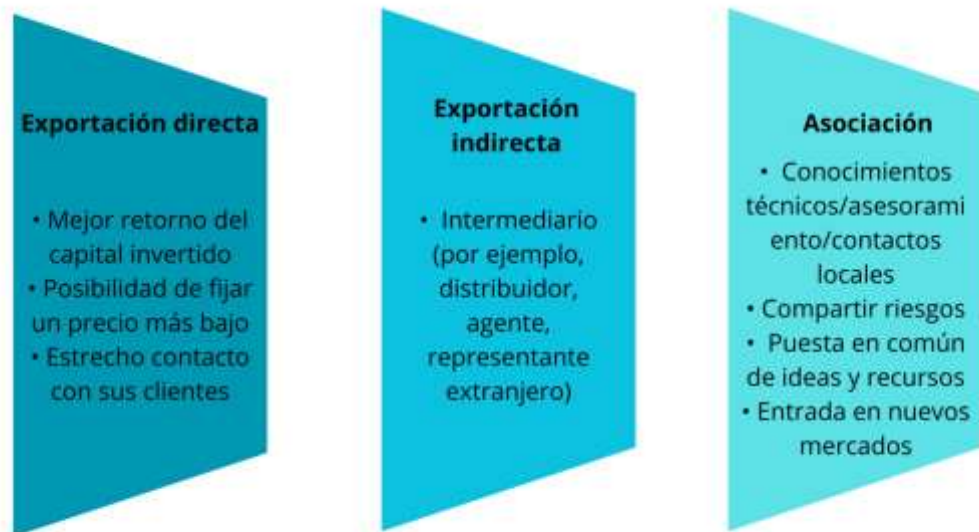 Exportación directa
• Mejor retorno del
capital invertido
• Posibilidad de fijar
un precio más bajo
• Estrecho contacto
con sus clientes
Exportación
indirecta
• Intermediario
(por ejemplo,
distribuidor,
agente,
representante
extranjero)
Asociación
• Conocimientos
técnicos/asesorami
ento/contactos
locales
• Compartir riesgos
• Puesta en común
de ideas y recursos
• Entrada en nuevos
mercados